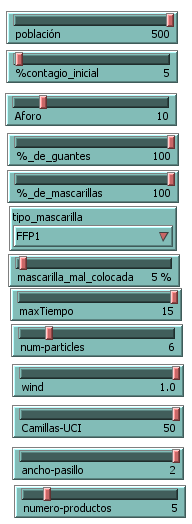 población 500
%contagio_inicial 5
Aforo 10
%_de_guantes 100
%_de_mascarillas 100
tipo_mascarilla
FFP1
mascarilla_mal_colocada 5 %
maxTiempo 15
num-particles 6
wind 1.0
Camillas-UCI 50
ancho-pasillo 2
numero-productos 5